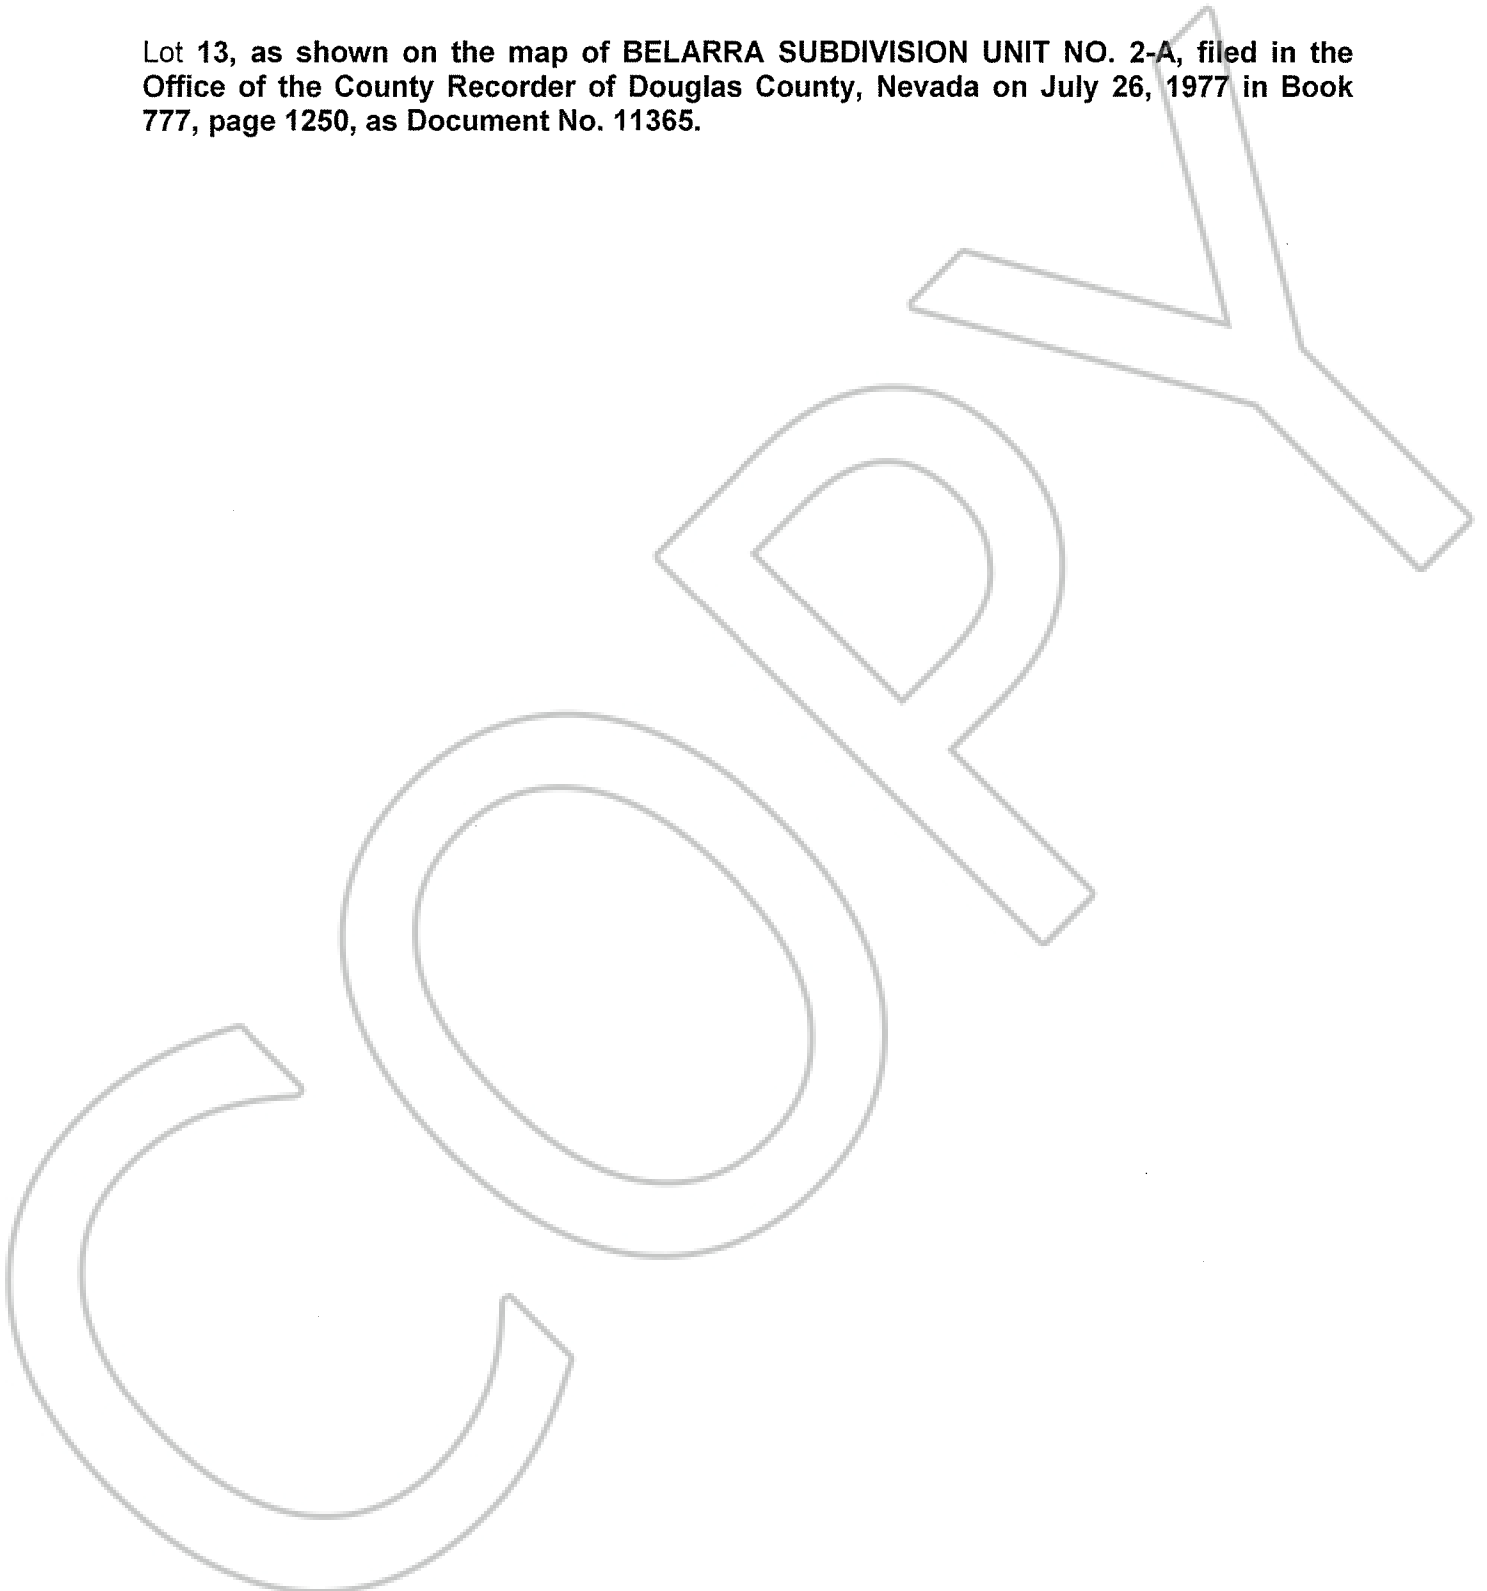 Lot 13, as shown on the map of BELARRA SUBDIVISION UNIT NO. 2-A, filed in the
Office of the County Recorder of Douglas County, Nevada on July 26, 1977 in Book
777, page 1250, as Document No. 11365.
COPY